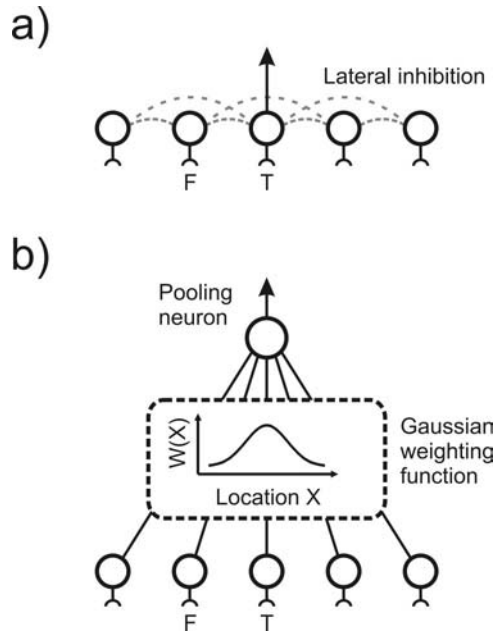 a)
Lateral inhibition
F T
b)
Pooling
neuron
W(X)
Location X
Gaussian
weighting
function
F T